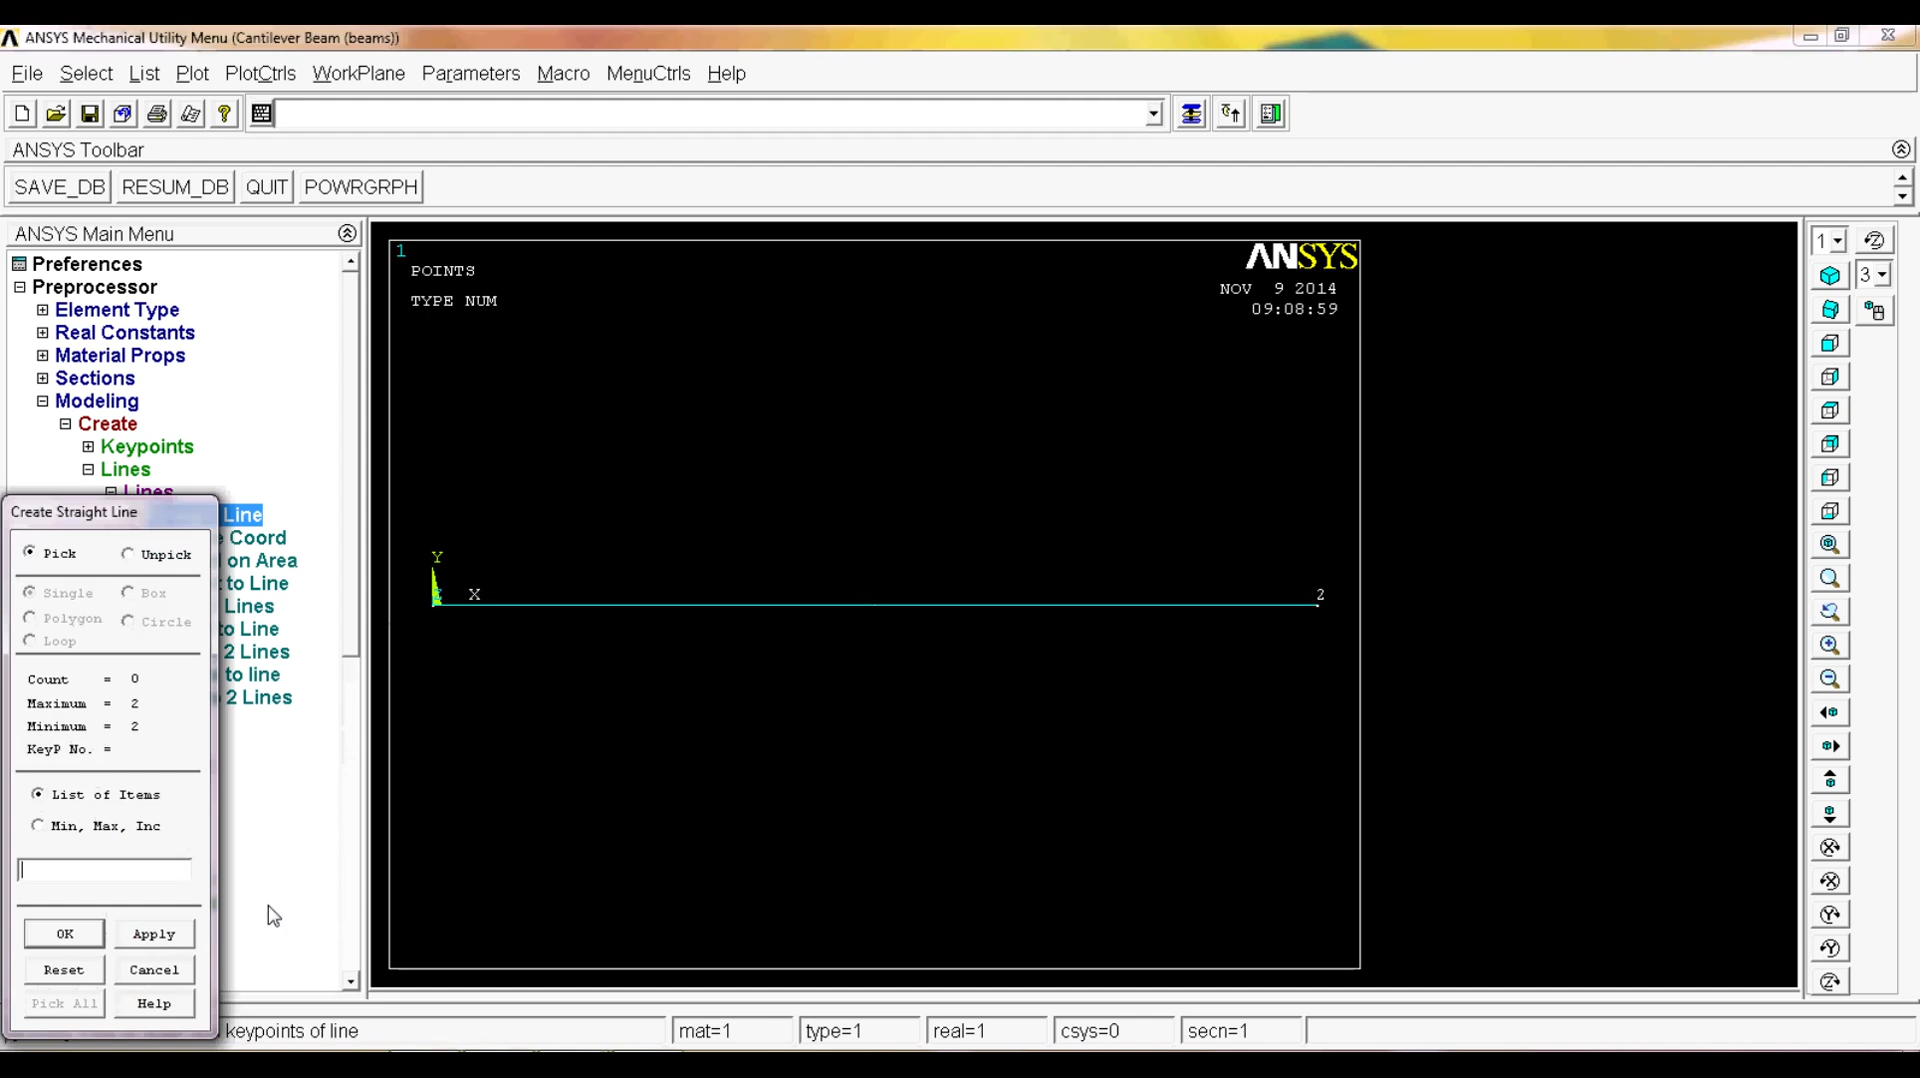 ANSYS Mechanical Utility Menu (Cantilever Beam (beams))
File Select List Plot PlotCtrls WorkPlane Parameters Macro MenuCtrls Help
ANSYS Toolbar
SAVE_DB RESUM_DB QUIT POWRGRPH
ANSYS Main Menu
Preferences
Preprocessor
Element Type
Real Constants
Material Props
Sections
Modeling
Create
Keypoints
Lines
Lines
Line
Coord
on Area
to Line
Lines
to Line
2 Lines
to line
2 Lines
Create Straight Line
Pick Unpick
Single Box
Polygon Circle
Loop
Count = 0
Maximum = 2
Minimum = 2
KeyP No. =
List of Items
Min, Max, Inc
OK Apply
Reset Cancel
Pick All Help
1
POINTS
TYPE NUM
ANSYS
NOV 9 2014
09:08:59
Y
X
2
1
3
keypoints of line
mat=1
type=1
real=1
csys=0
secn=1